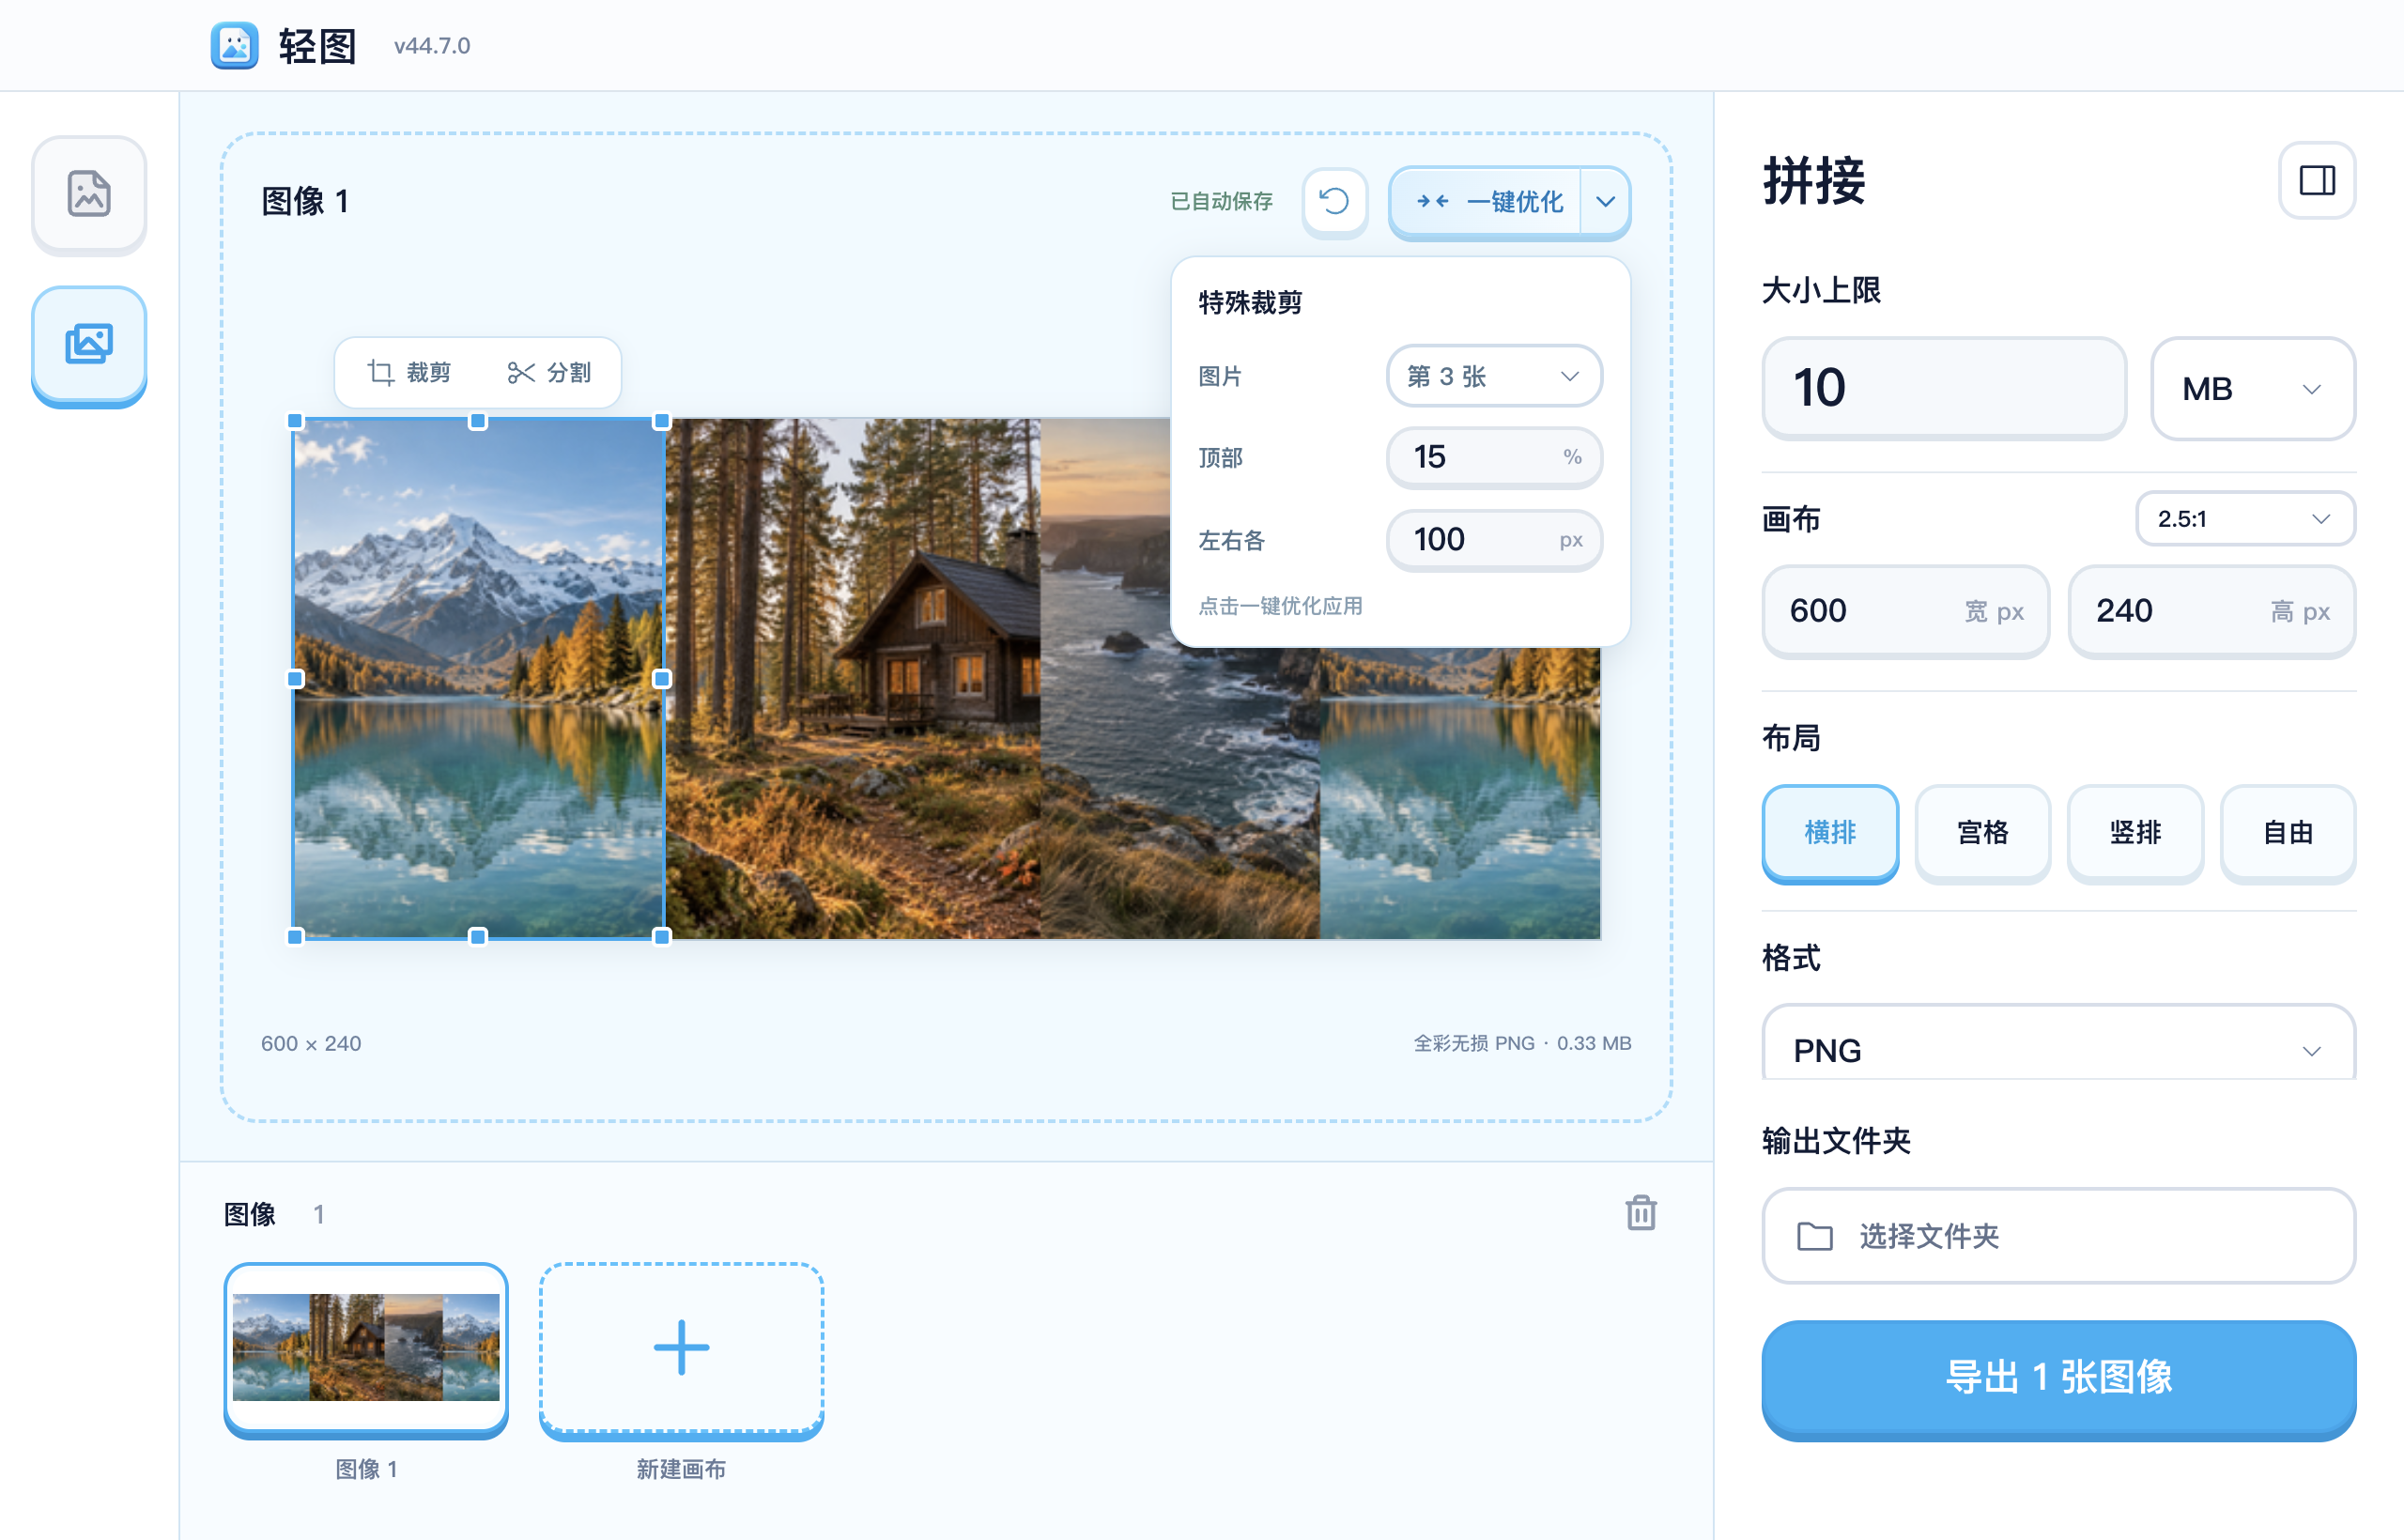 轻图 v44.7.0
图像 1
已自动保存
一键优化
特殊裁剪
图片 第 3 张
顶部 15 %
左右各 100 px
点击一键优化应用
裁剪 分割
600 × 240
全彩无损 PNG · 0.33 MB
图像 1
图像 1
新建画布
拼接
大小上限
10 MB
画布 2.5:1
600 宽 px 240 高 px
布局
横排 宫格 竖排 自由
格式
PNG
输出文件夹
选择文件夹
导出 1 张图像